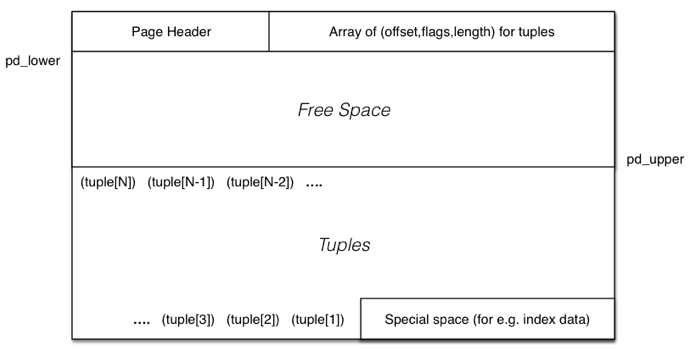 Page Header
Array of (offset,flags,length) for tuples
pd_lower
Free Space
pd_upper
(tuple[N]) (tuple[N-1]) (tuple[N-2]) ....
Tuples
.... (tuple[3]) (tuple[2]) (tuple[1])
Special space (for e.g. index data)